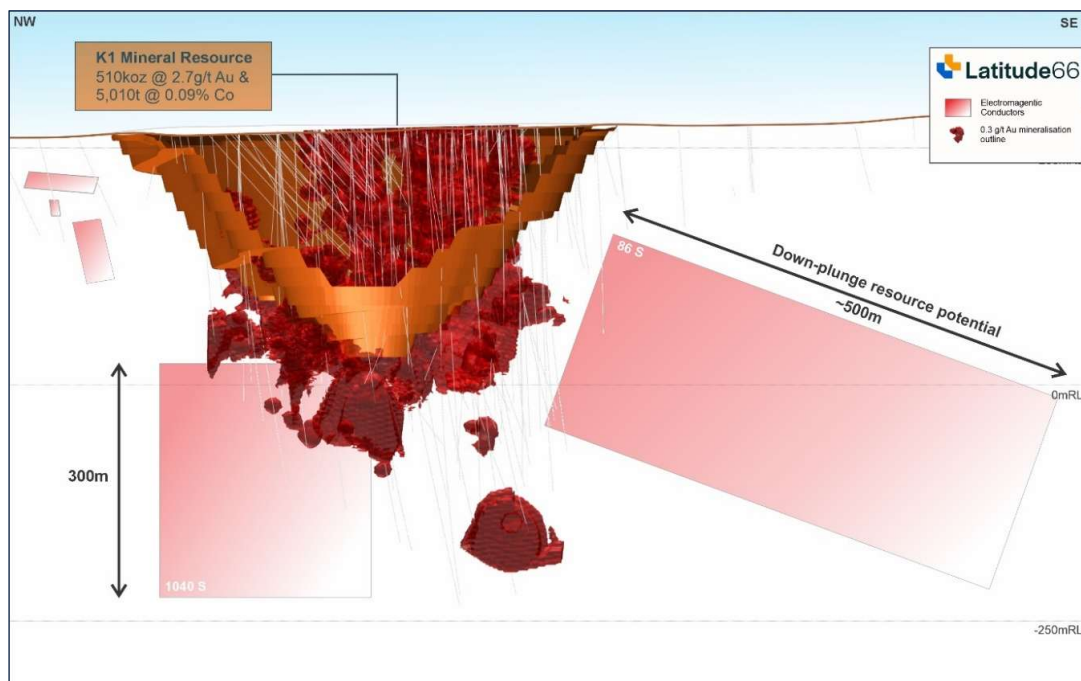 NW
SE
K1 Mineral Resource
510koz @ 2.7g/t Au &
5,010t @ 0.09% Co
Latitude66
Electromagentic
Conductors
0.3 g/t Au mineralisation
outline
86 S
Down-plunge resource potential
~500m
0mRL
300m
1040 S
-250mRL